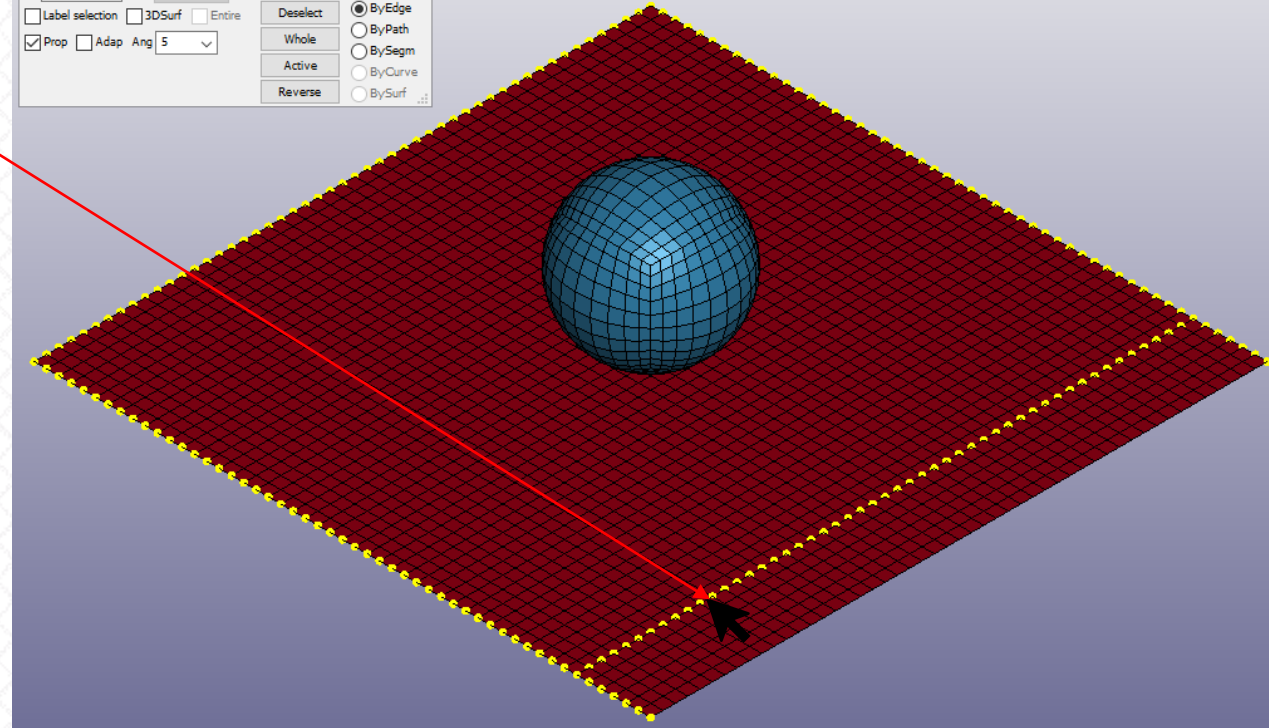 Label selection 3DSurf Entire Deselect ByEdge
Prop Adap Ang 5 Whole ByPath
Active BySegm
Reverse ByCurve
BySurf